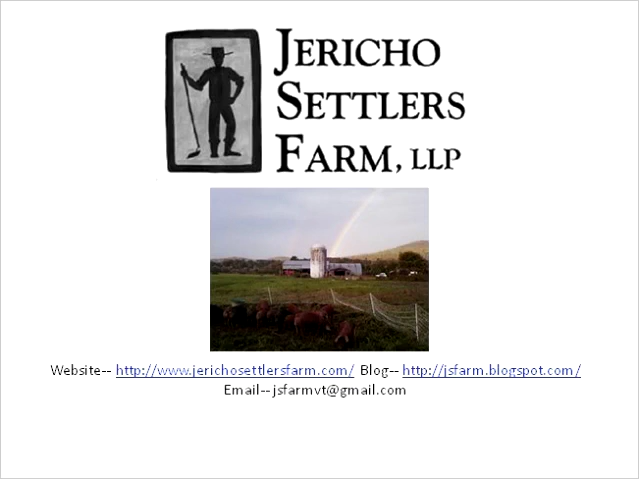 JERICHO
SETTLERS
FARM, LLP
Website-- http://www.jerichosettlersfarm.com/ Blog-- http://jsfarm.blogspot.com/
Email--jsfarmvt@gmail.com